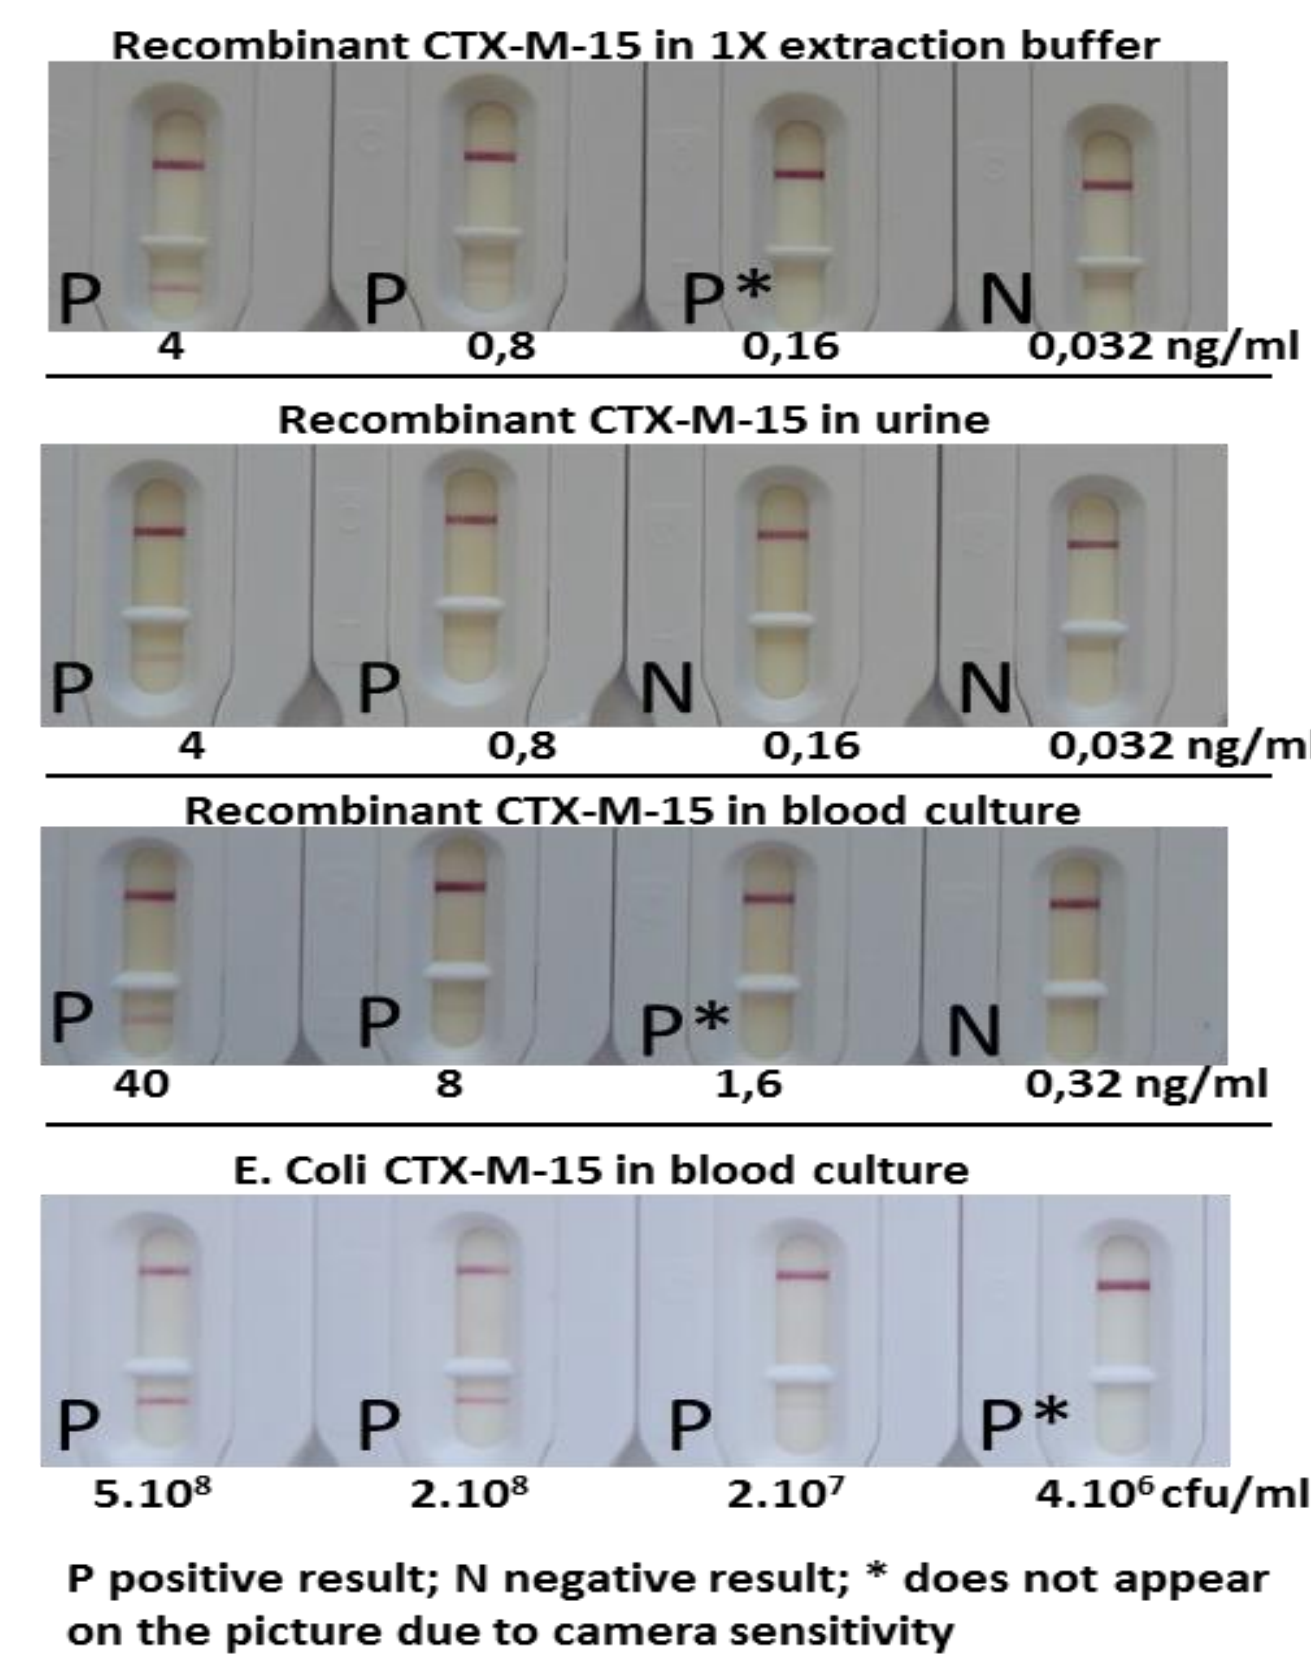 Recombinant CTX-M-15 in 1X extraction buffer
P P P* N
4 0,8 0,16 0,032 ng/ml
Recombinant CTX-M-15 in urine
P P N N
4 0,8 0,16 0,032 ng/ml
Recombinant CTX-M-15 in blood culture
P P P* N
40 8 1,6 0,32 ng/ml
E. Coli CTX-M-15 in blood culture
P P P P*
5.10⁸ 2.10⁸ 2.10⁷ 4.10⁶ cfu/ml
P positive result; N negative result; * does not appear
on the picture due to camera sensitivity